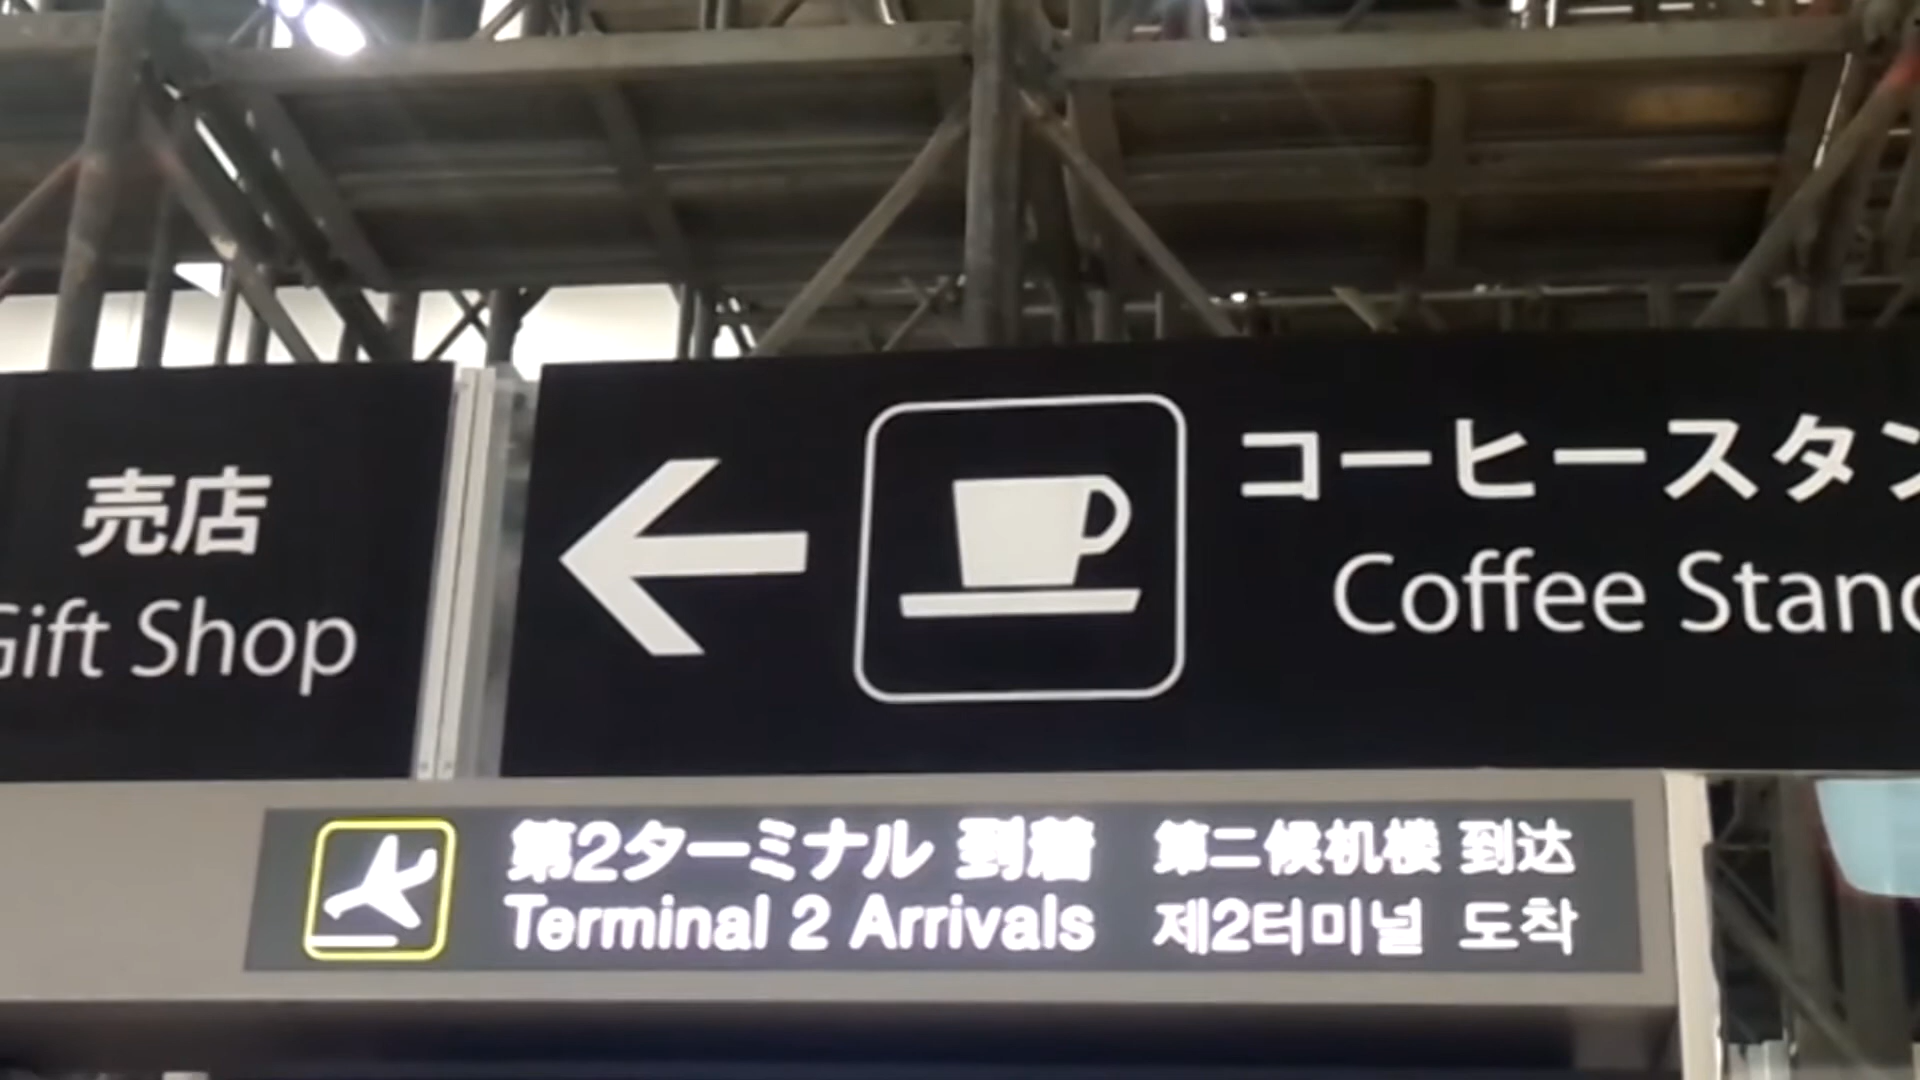 売店
Gift Shop
コーヒースタン
Coffee Stand
第2ターミナル 到着
Terminal 2 Arrivals
第二候机楼 到达
제2터미널 도착